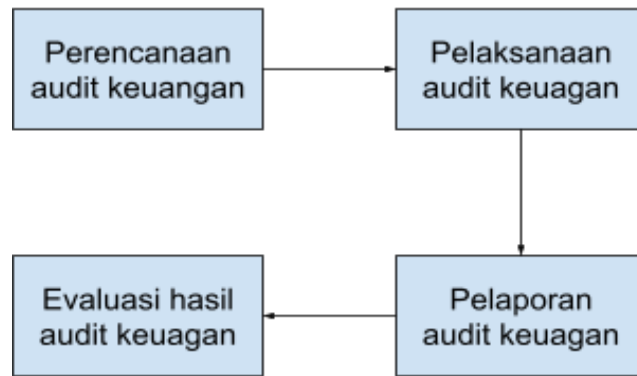 Perencanaan
audit keuangan
Pelaksanaan
audit keuagan
Pelaporan
audit keuagan
Evaluasi hasil
audit keuagan